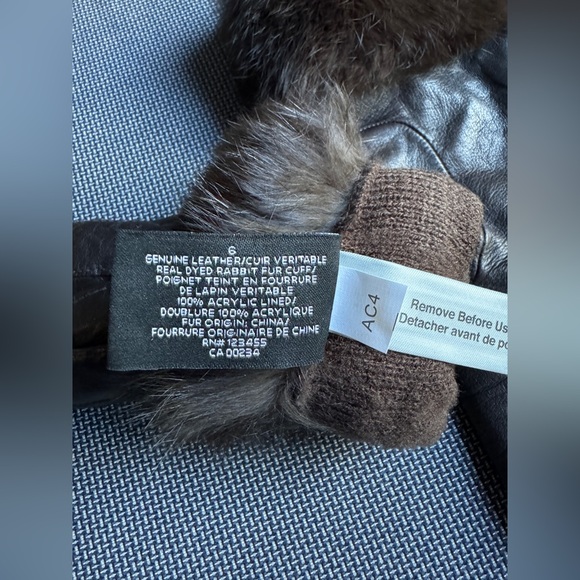 6
GENUINE LEATHER/CUIR VERITABLE
REAL DYED RABBIT FUR CUFF/
POIGNET TEINT EN FOURRURE
DE LAPIN VERITABLE
100% ACRYLIC LINED/
DOUBLURE 100% ACRYLIQUE
FUR ORIGIN: CHINA/
FOURRURE ORIGINAIRE DE CHINE
RN# 123455
CA 00234
AC4
Remove Before Us
Detacher avant de po